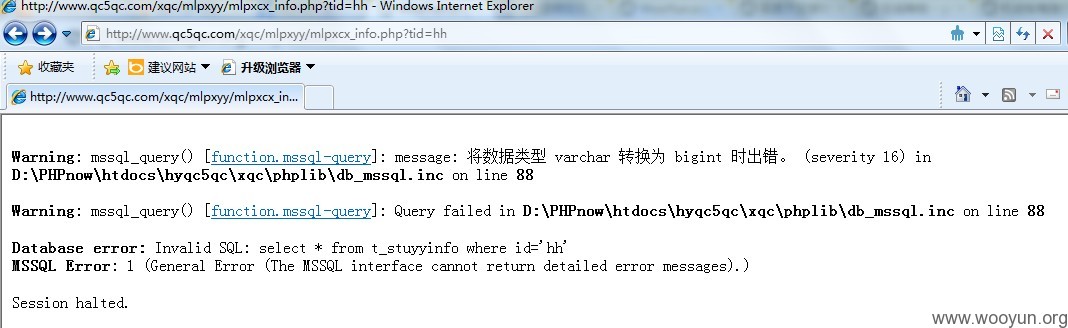 http://www.qc5qc.com/xqc/mlpxyy/mlpxcx_info.php?tid=hh - Windows Internet Explorer
http://www.qc5qc.com/xqc/mlpxyy/mlpxcx_info.php?tid=hh
收藏夹 建议网站 升级浏览器
http://www.qc5qc.com/xqc/mlpxyy/mlpxcx_in...
Warning: mssql_query() [function.mssql-query]: message: 将数据类型 varchar 转换为 bigint 时出错。 (severity 16) in
D:\PHPnow\htdocs\hyqc5qc\xqc\phplib\db_mssql.inc on line 88
Warning: mssql_query() [function.mssql-query]: Query failed in D:\PHPnow\htdocs\hyqc5qc\xqc\phplib\db_mssql.inc on line 88
Database error: Invalid SQL: select * from t_stuyyinfo where id='hh'
MSSQL Error: 1 (General Error (The MSSQL interface cannot return detailed error messages).)
Session halted.
www.wooyun.org